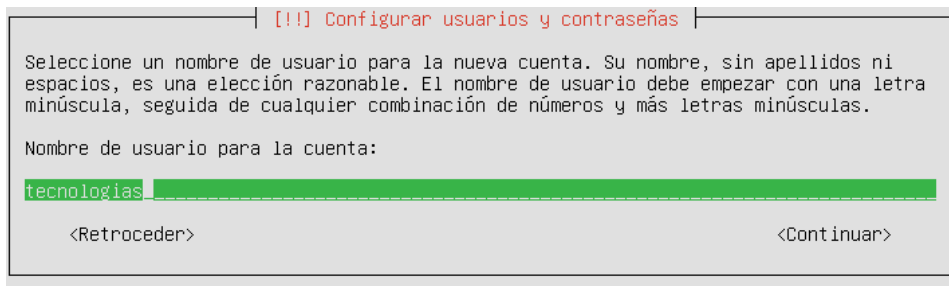 [!!] Configurar usuarios y contraseñas
Seleccione un nombre de usuario para la nueva cuenta. Su nombre, sin apellidos ni
espacios, es una elección razonable. El nombre de usuario debe empezar con una letra
minúscula, seguida de cualquier combinación de números y más letras minúsculas.
Nombre de usuario para la cuenta:
tecnologias
<Retroceder> <Continuar>